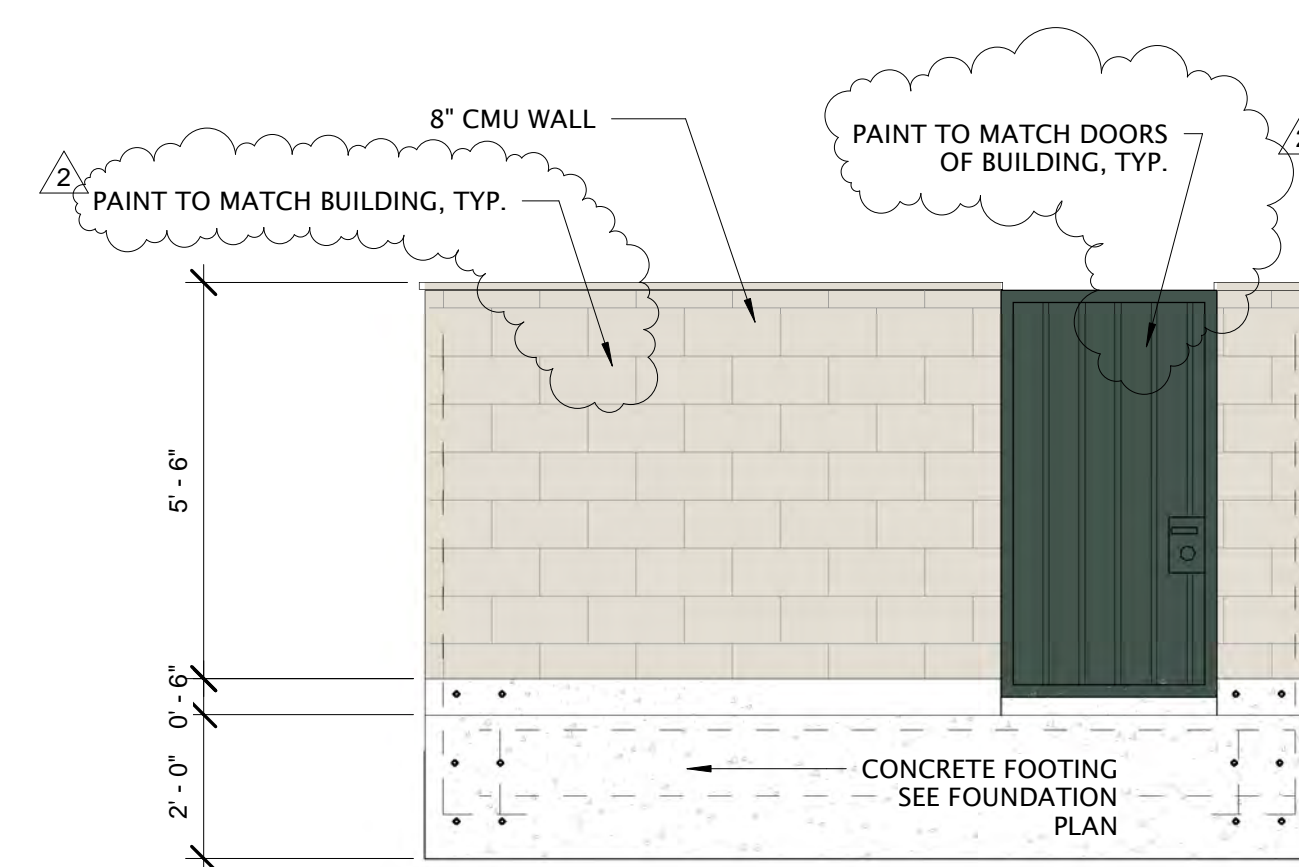 8" CMU WALL
PAINT TO MATCH DOORS
OF BUILDING, TYP.
2
2
PAINT TO MATCH BUILDING, TYP.
5' - 6"
0' - 6"
2' - 0"
CONCRETE FOOTING
SEE FOUNDATION
PLAN